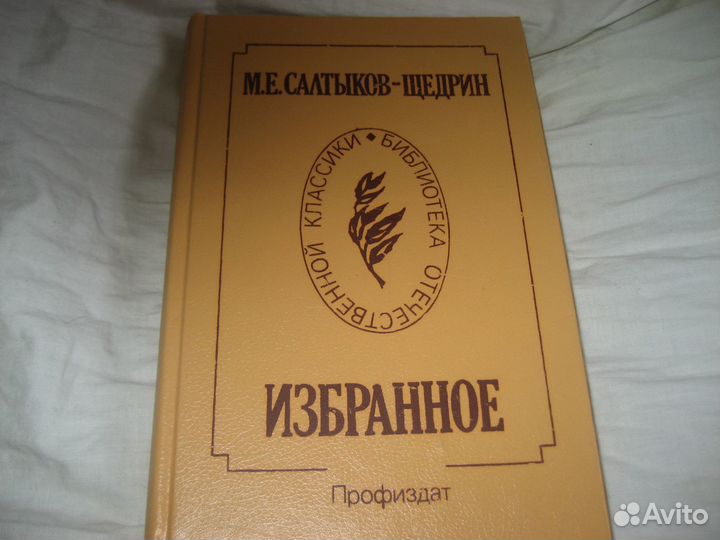 М.Е.САЛТЫКОВ-ЩЕДРИН
БИБЛИОТЕКА ОТЕЧЕСТВЕННОЙ КЛАССИКИ
ИЗБРАННОЕ
Профиздат
Avito